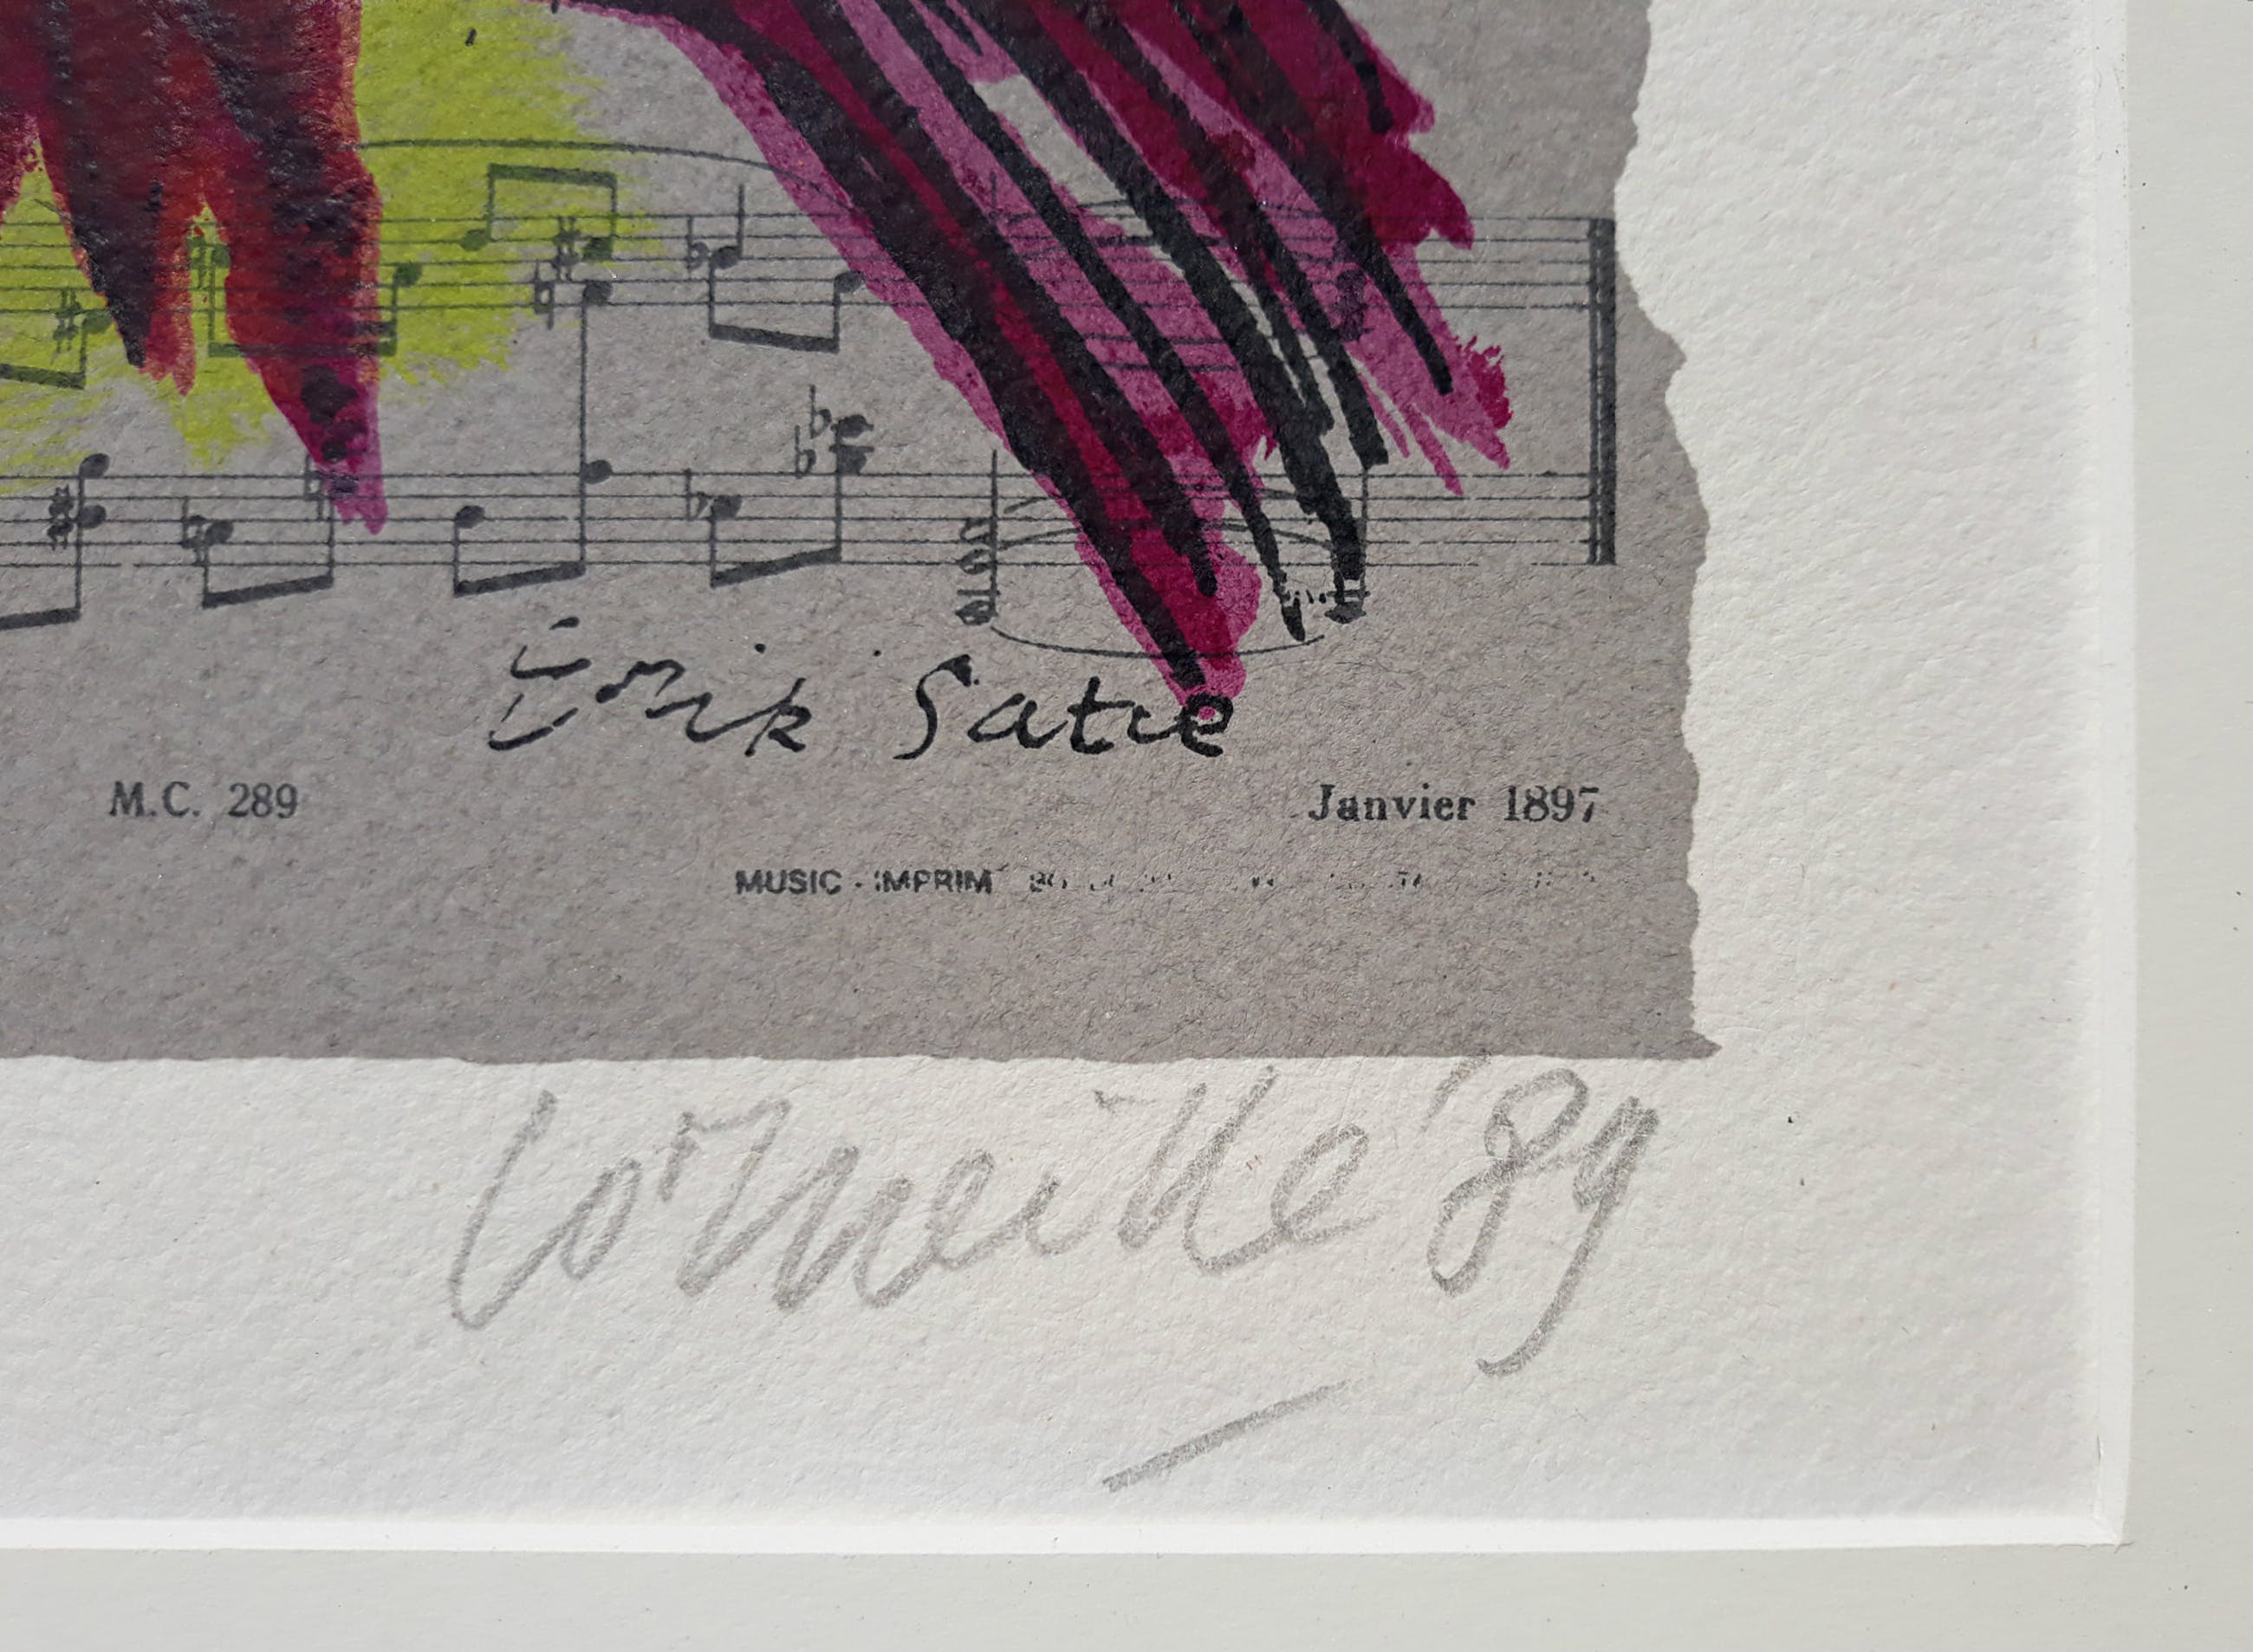 Erik Satie
M.C. 289
Janvier 1897
MUSIC - IMPRIM
Corneille '89